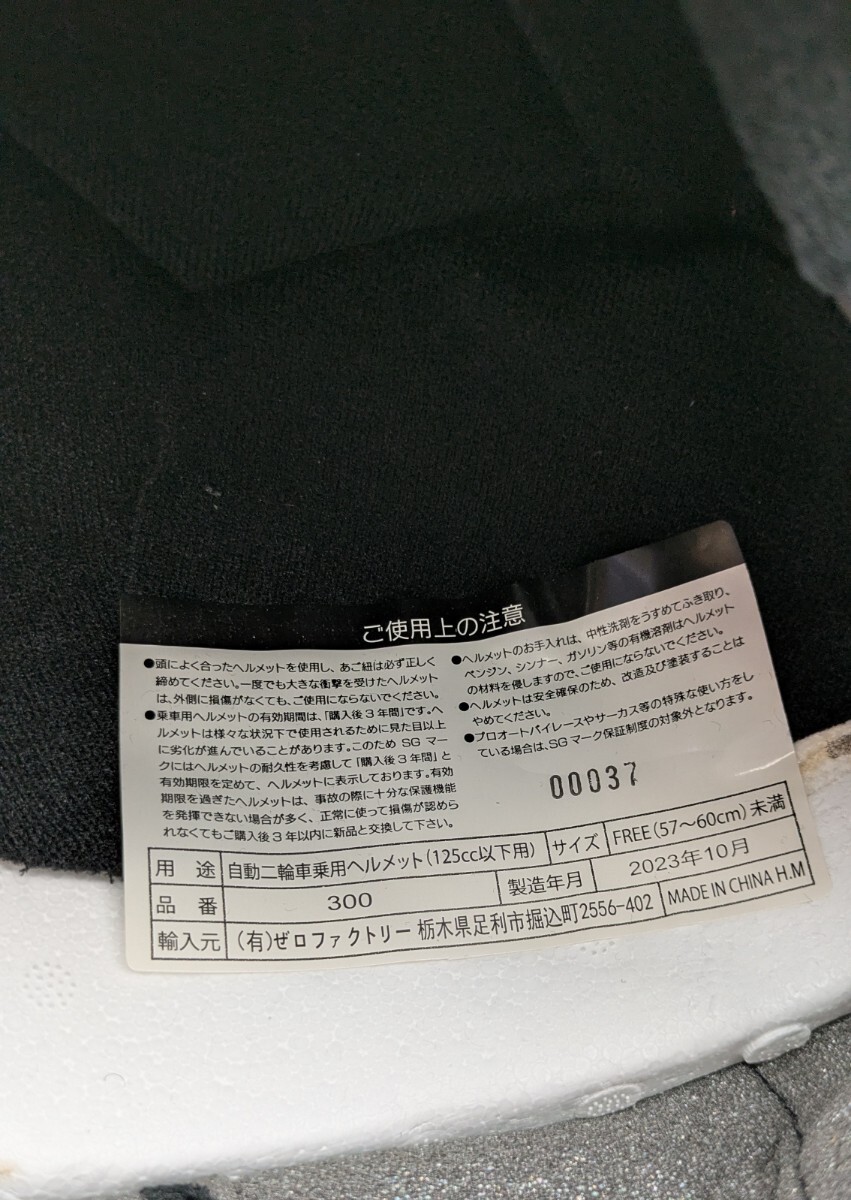 ご使用上の注意
●頭によく合ったヘルメットを使用し、あご紐は必ず正しく
締めてください。一度でも大きな衝撃を受けたヘルメット
は、外側に損傷がなくても、ご使用にならないでください。
●乗車用ヘルメットの有効期間は、「購入後3年間」です。ヘ
ルメットは様々な状況下で使用されるために見た目以上
に劣化が進んでいることがあります。このため SG マー
クにはヘルメットの耐久性を考慮して「購入後3年間」と
有効期限を定めて、ヘルメットに表示しております。有効
期限を過ぎたヘルメットは、事故の際に十分な保護機能
を発揮できない場合が多く、正常に使って損傷が認めら
れなくてもご購入後3年以内に新品と交換して下さい。
●ヘルメットのお手入れは、中性洗剤をうすめてふき取り、
ベンジン、シンナー、ガソリン等の有機溶剤はヘルメット
の材料を侵しますので、ご使用にならないでください。
●ヘルメットは安全確保のため、改造及び塗装することは
やめてください。
●プロオートバイレースやサーカス等の特殊な使い方をし
ている場合は、SGマーク保証制度の対象外となります。
00037
用 途 自動二輪車乗用ヘルメット(125cc以下用) サイズ FREE(57～60cm)未満
品 番 300 製造年月 2023年10月
輸入元 (有)ゼロファクトリー 栃木県足利市堀込町2556-402 MADE IN CHINA H.M